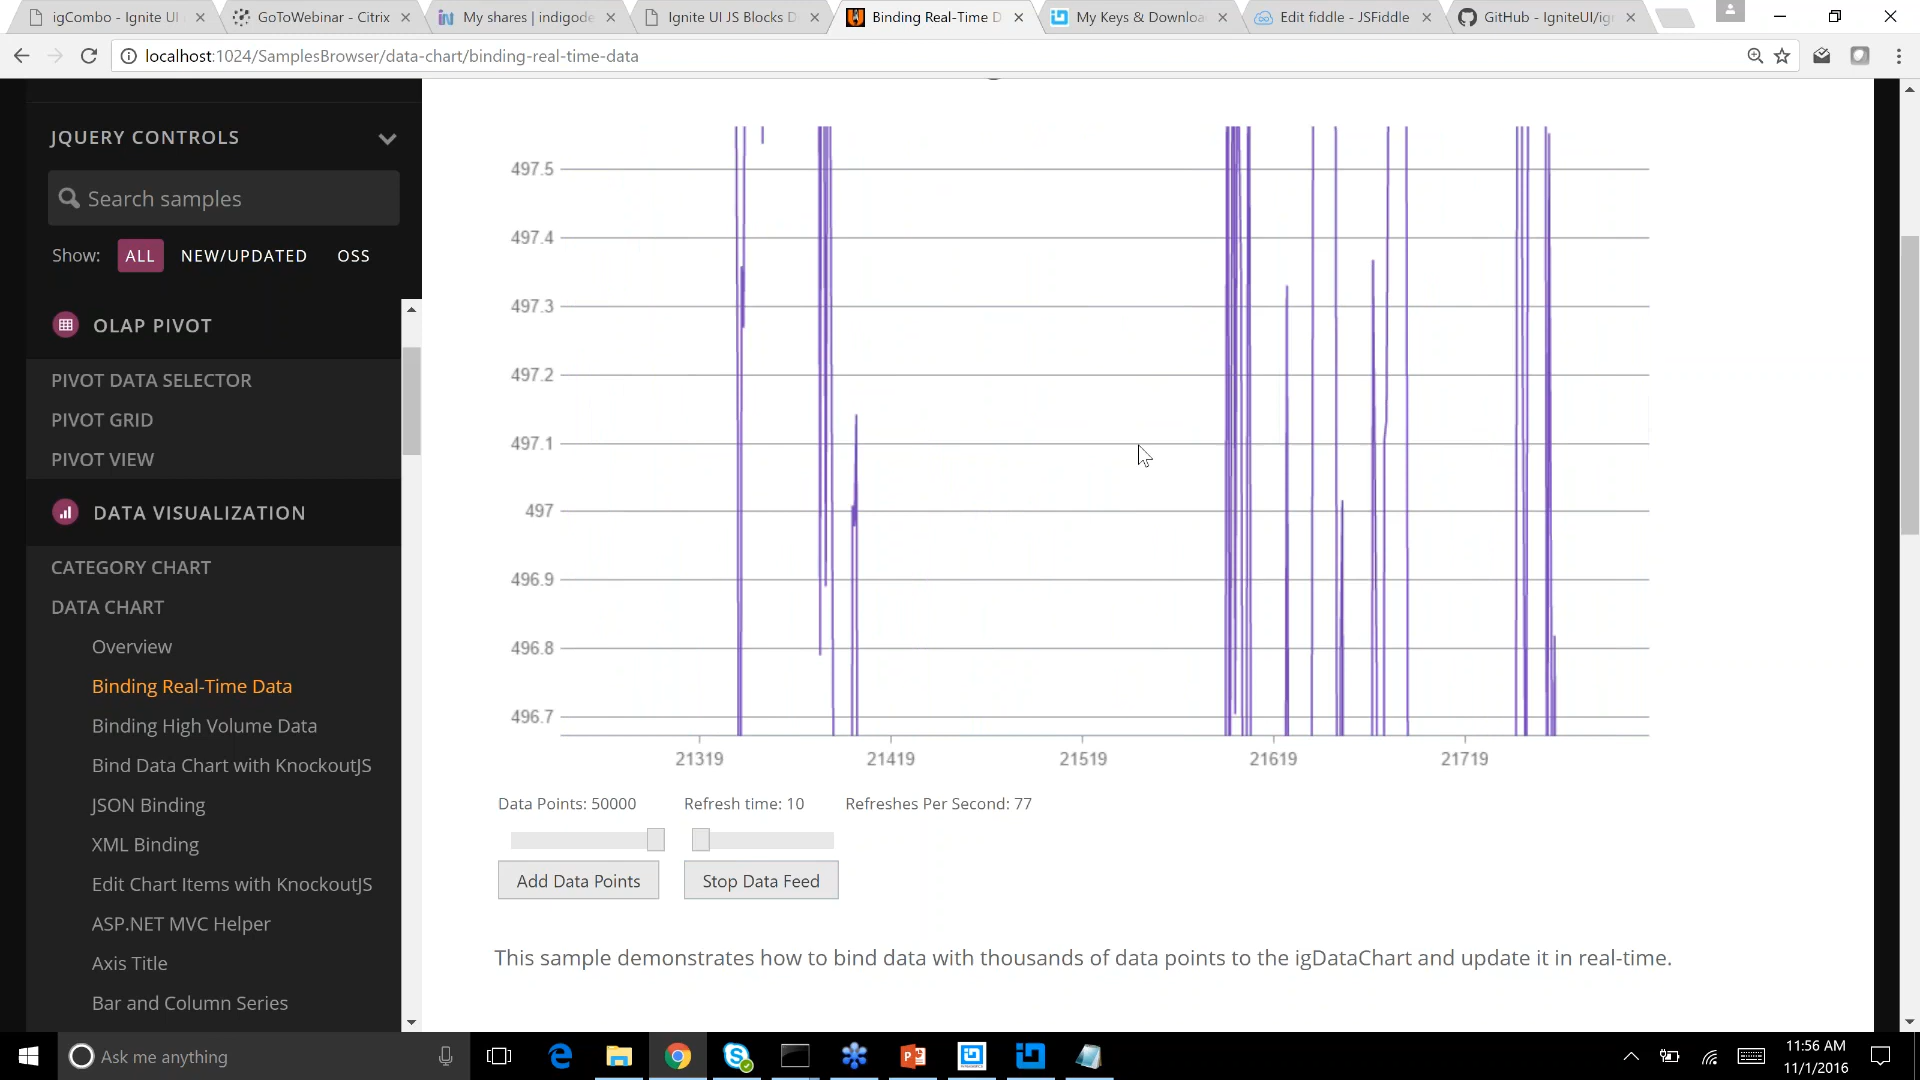 igCombo - Ignite UI
GoToWebinar - Citrix
My shares | indigode
Ignite UI JS Blocks D
Binding Real-Time D
My Keys & Downloa
Edit fiddle - JSFiddle
GitHub - IgniteUI/ig
localhost:1024/SamplesBrowser/data-chart/binding-real-time-data
JQUERY CONTROLS
Search samples
Show: ALL NEW/UPDATED OSS
OLAP PIVOT
PIVOT DATA SELECTOR
PIVOT GRID
PIVOT VIEW
DATA VISUALIZATION
CATEGORY CHART
DATA CHART
Overview
Binding Real-Time Data
Binding High Volume Data
Bind Data Chart with KnockoutJS
JSON Binding
XML Binding
Edit Chart Items with KnockoutJS
ASP.NET MVC Helper
Axis Title
Bar and Column Series
497.5
497.4
497.3
497.2
497.1
497
496.9
496.8
496.7
21319 21419 21519 21619 21719
Data Points: 50000 Refresh time: 10 Refreshes Per Second: 77
Add Data Points Stop Data Feed
This sample demonstrates how to bind data with thousands of data points to the igDataChart and update it in real-time.
Ask me anything
11:56 AM
11/1/2016